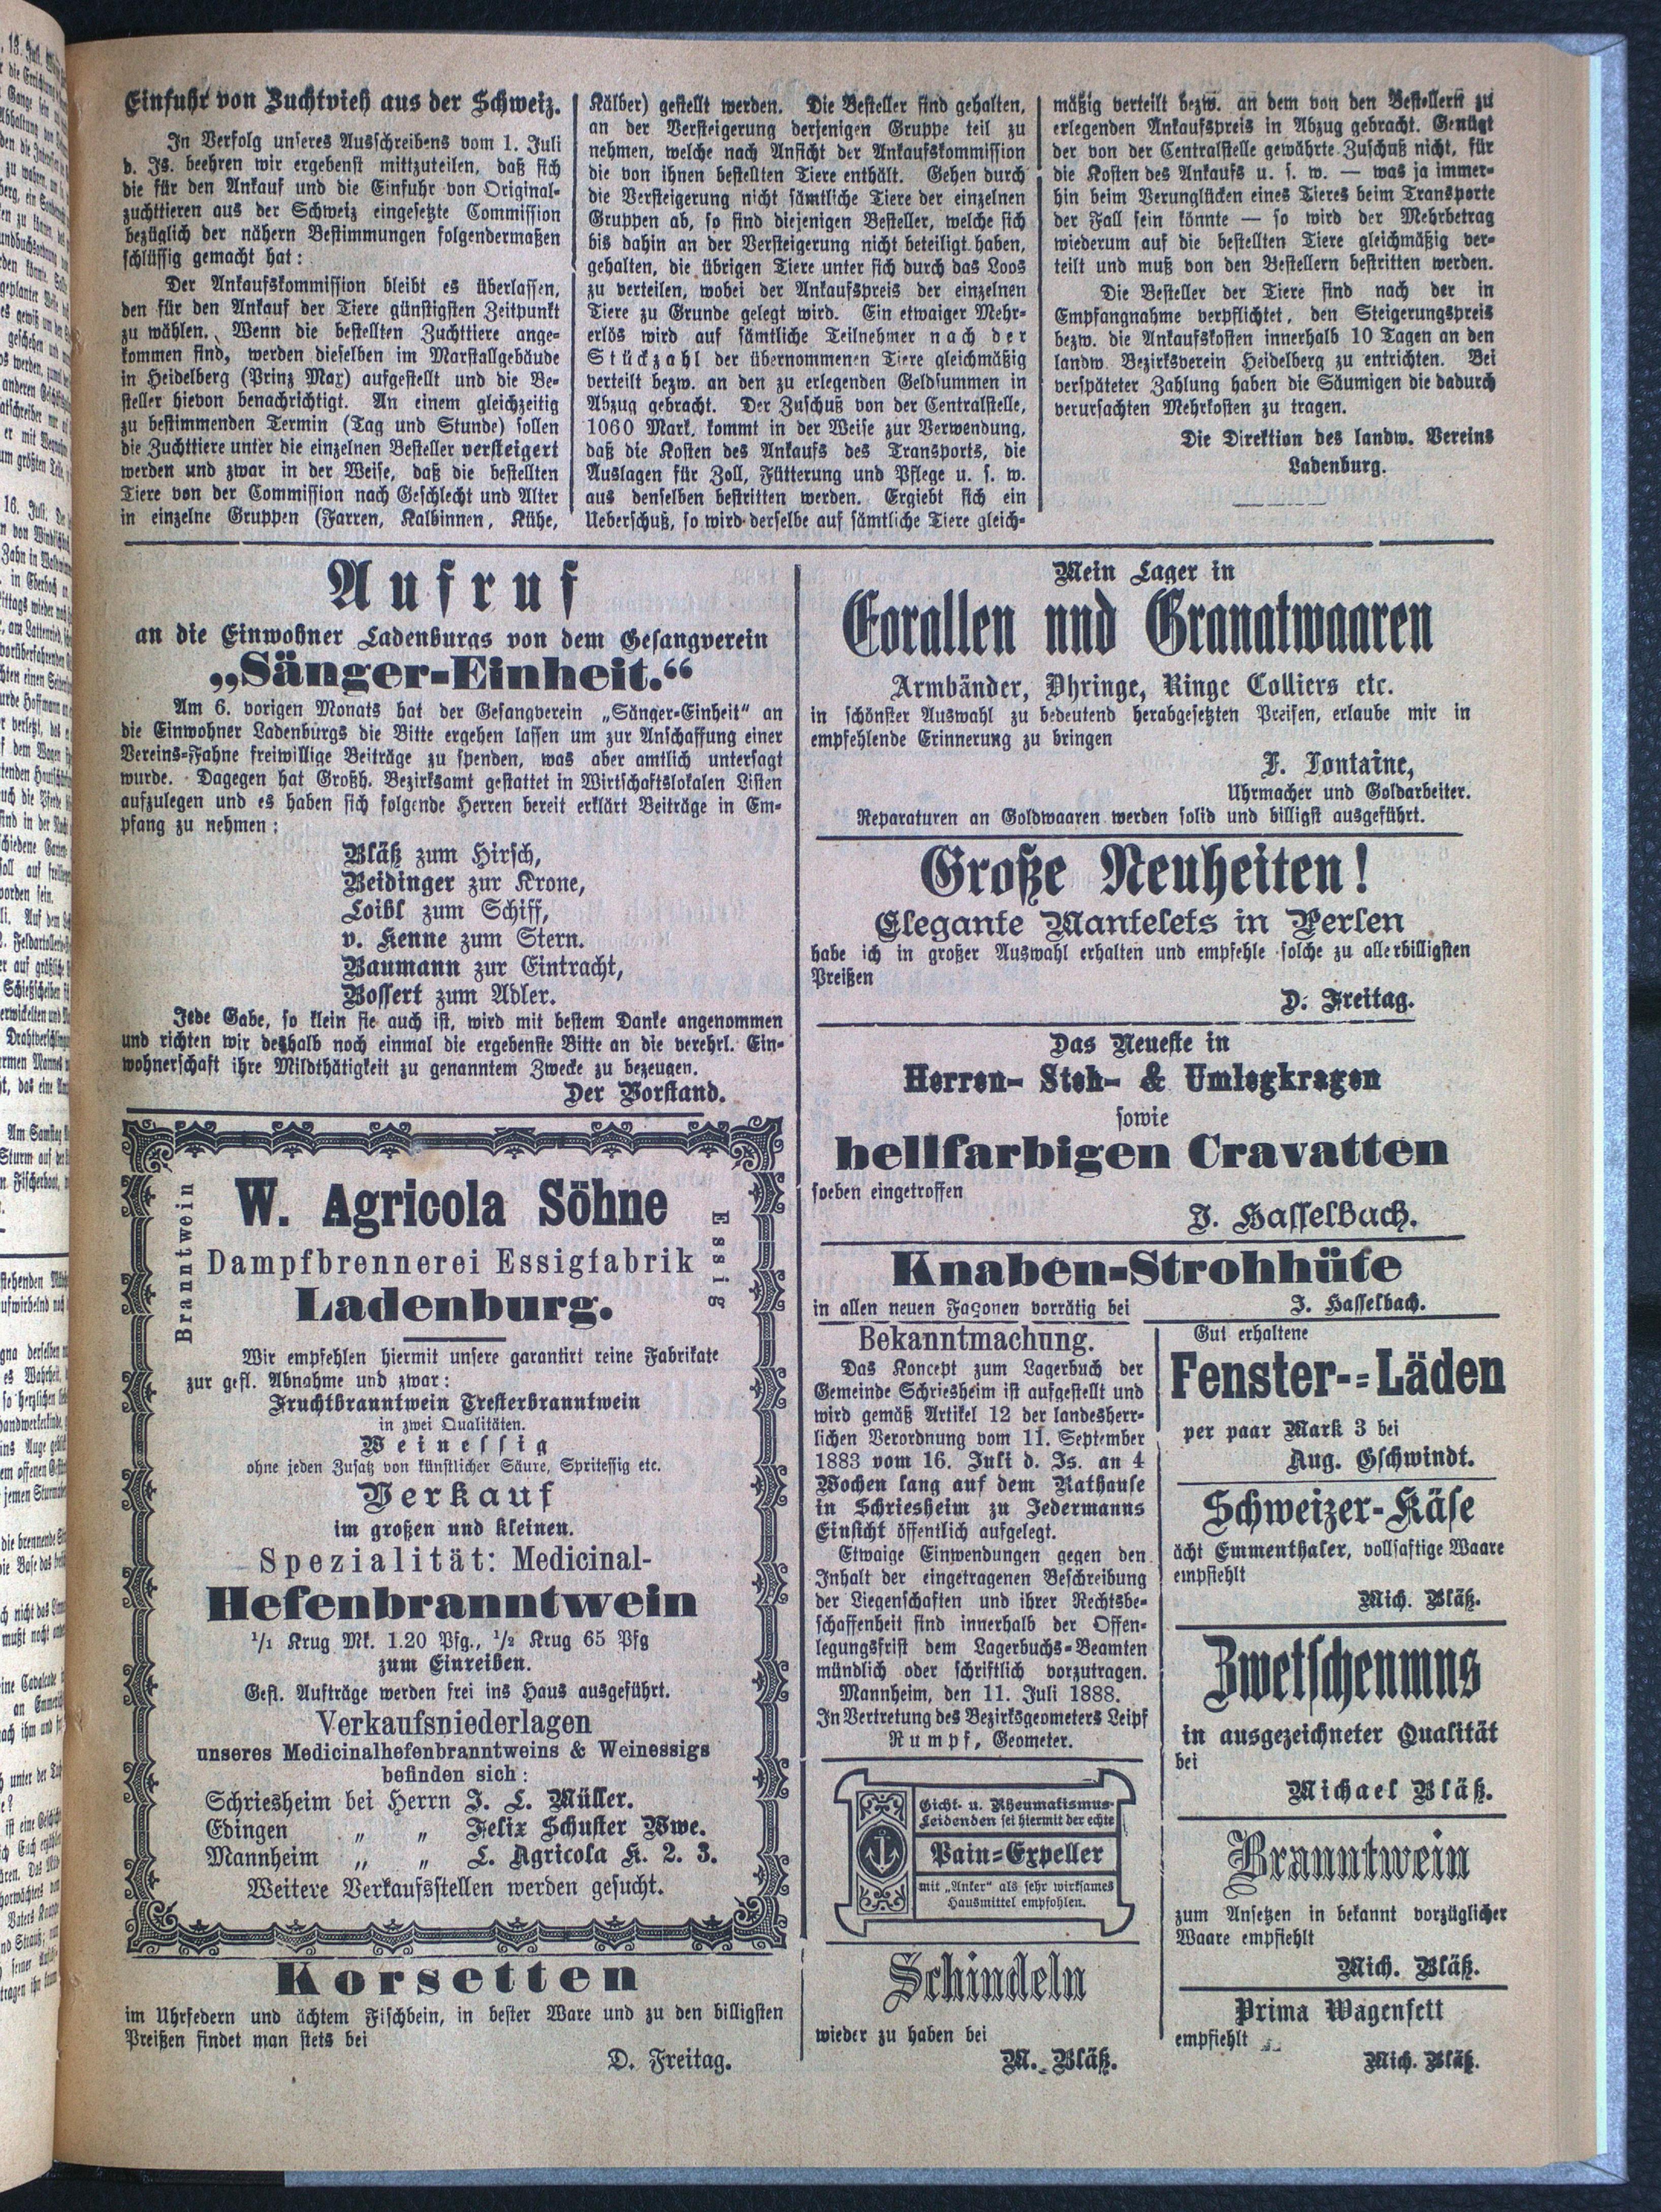 Einfuhr von Zuchtvieh aus der Schweiz.
In Verfolg unseres Ausschreibens vom 1. Juli
d. Js. beehren wir ergebenst mittzuteilen, daß sich
die für den Ankauf und die Einfuhr von Original-
zuchttieren aus der Schweiz eingesetzte Commission
bezüglich der nähern Bestimmungen folgendermaßen
schlüssig gemacht hat:
Der Ankaufskommission bleibt es überlassen,
den für den Ankauf der Tiere günstigsten Zeitpunkt
zu wählen. Wenn die bestellten Zuchttiere ange-
kommen sind, werden dieselben im Marstallgebäude
in Heidelberg (Prinz Max) aufgestellt und die Be-
steller hievon benachrichtigt. An einem gleichzeitig
zu bestimmenden Termin (Tag und Stunde) sollen
die Zuchttiere unter die einzelnen Besteller versteigert
werden und zwar in der Weise, daß die bestellten
Tiere von der Commission nach Geschlecht und Alter
in einzelne Gruppen (Farren, Kalbinnen, Kühe,
Kälber) gestellt werden. Die Besteller sind gehalten,
an der Versteigerung derjenigen Gruppe teil zu
nehmen, welche nach Ansicht der Ankaufskommission
die von ihnen bestellten Tiere enthält. Gehen durch
die Versteigerung nicht sämtliche Tiere der einzelnen
Gruppen ab, so sind diejenigen Besteller, welche sich
bis dahin an der Versteigerung nicht beteiligt haben,
gehalten, die übrigen Tiere unter sich durch das Loos
zu verteilen, wobei der Ankaufspreis der einzelnen
Tiere zu Grunde gelegt wird. Ein etwaiger Mehr-
erlös wird auf sämtliche Teilnehmer nach der
Stückzahl der übernommenen Tiere gleichmäßig
verteilt bezw. an den zu erlegenden Geldsummen in
Abzug gebracht. Der Zuschuß von der Centralstelle,
1060 Mark, kommt in der Weise zur Verwendung,
daß die Kosten des Ankaufs des Transports, die
Auslagen für Zoll, Fütterung und Pflege u. s. w.
aus denselben bestritten werden. Ergiebt sich ein
Ueberschuß, so wird derselbe auf sämtliche Tiere gleich-
mäßig verteilt bezw. an dem von den Bestellern zu
erlegenden Ankaufspreis in Abzug gebracht. Genügt
der von der Centralstelle gewährte Zuschuß nicht, für
die Kosten des Ankaufs u. s. w. — was ja immer-
hin beim Verunglücken eines Tieres beim Transporte
der Fall sein könnte — so wird der Mehrbetrag
wiederum auf die bestellten Tiere gleichmäßig ver-
teilt und muß von den Bestellern bestritten werden.
Die Besteller der Tiere sind nach der in
Empfangnahme verpflichtet, den Steigerungspreis
bezw. die Ankaufskosten innerhalb 10 Tagen an den
landw. Bezirksverein Heidelberg zu entrichten. Bei
verspäteter Zahlung haben die Säumigen die dadurch
verursachten Mehrkosten zu tragen.
Die Direktion des landw. Vereins
Ladenburg.
Aufruf
an die Einwohner Ladenburgs von dem Gesangverein
„Sänger-Einheit.“
Am 6. vorigen Monats hat der Gesangverein „Sänger-Einheit“ an
die Einwohner Ladenburgs die Bitte ergehen lassen um zur Anschaffung einer
Vereins-Fahne freiwillige Beiträge zu spenden, was aber amtlich untersagt
wurde. Dagegen hat Großh. Bezirksamt gestattet in Wirtschaftslokalen Listen
aufzulegen und es haben sich folgende Herren bereit erklärt Beiträge in Em-
pfang zu nehmen:
Bläß zum Hirsch,
Beidinger zur Krone,
Loibl zum Schiff,
v. Kenne zum Stern.
Baumann zur Eintracht,
Bossert zum Adler.
Jede Gabe, so klein sie auch ist, wird mit bestem Danke angenommen
und richten wir deshalb noch einmal die ergebenste Bitte an die verehrl. Ein-
wohnerschaft ihre Mildthätigkeit zu genanntem Zwecke zu bezeugen.
Der Vorstand.
Branntwein
Essig
W. Agricola Söhne
Dampfbrennerei Essigfabrik
Ladenburg.
Wir empfehlen hiermit unsere garantirt reine Fabrikate
zur gefl. Abnahme und zwar:
Fruchtbranntwein Tresterbranntwein
in zwei Qualitäten.
Weinessig
ohne jeden Zusatz von künstlicher Säure, Spritessig etc.
Verkauf
im großen und kleinen.
Spezialität: Medicinal-
Hefenbranntwein
1/1 Krug Mk. 1.20 Pfg., 1/2 Krug 65 Pfg
zum Einreiben.
Gefl. Aufträge werden frei ins Haus ausgeführt.
Verkaufsniederlagen
unseres Medicinalhefenbranntweins & Weinessigs
befinden sich:
Schriesheim bei Herrn J. L. Müller.
Edingen „ „ Felix Schuster Wwe.
Mannheim „ „ L. Agricola K. 2. 3.
Weitere Verkaufsstellen werden gesucht.
Korsetten
im Uhrfedern und ächtem Fischbein, in bester Ware und zu den billigsten
Preißen findet man stets bei
D. Freitag.
Mein Lager in
Corallen und Granatwaaren
Armbänder, Ohringe, Ringe Colliers etc.
in schönster Auswahl zu bedeutend herabgesetzten Preisen, erlaube mir in
empfehlende Erinnerung zu bringen
F. Fontaine,
Uhrmacher und Goldarbeiter.
Reparaturen an Goldwaaren werden solid und billigst ausgeführt.
Große Neuheiten!
Elegante Mantelets in Perlen
habe ich in großer Auswahl erhalten und empfehle solche zu allerbilligsten
Preißen
D. Freitag.
Das Neueste in
Herren- Steh- & Umlegkragen
sowie
hellfarbigen Cravatten
soeben eingetroffen
J. Hasselbach.
Knaben-Strohhüte
in allen neuen Façonen vorrätig bei
J. Hasselbach.
Bekanntmachung.
Das Koncept zum Lagerbuch der
Gemeinde Schriesheim ist aufgestellt und
wird gemäß Artikel 12 der landesherr-
lichen Verordnung vom 11. September
1883 vom 16. Juli d. Js. an 4
Wochen lang auf dem Rathause
in Schriesheim zu Jedermanns
Einsicht öffentlich aufgelegt.
Etwaige Einwendungen gegen den
Inhalt der eingetragenen Beschreibung
der Liegenschaften und ihrer Rechtsbe-
schaffenheit sind innerhalb der Offen-
legungsfrist dem Lagerbuchs-Beamten
mündlich oder schriftlich vorzutragen.
Mannheim, den 11. Juli 1888.
In Vertretung des Bezirksgeometers Leipf
Rumpf, Geometer.
Gicht- u. Rheumatismus-
Leidenden sei hiermit der echte
Pain-Expeller
mit „Anker“ als sehr wirksames
Hausmittel empfohlen.
Schindeln
wieder zu haben bei
M. Bläß.
Gut erhaltene
Fenster-=Läden
per paar Mark 3 bei
Aug. Gschwindt.
Schweizer-Käse
ächt Emmenthaler, vollsaftige Waare
empfiehlt
Mich. Bläß.
Zwetschenmus
in ausgezeichneter Qualität
bei
Michael Bläß.
Branntwein
zum Ansetzen in bekannt vorzüglicher
Waare empfiehlt
Mich. Bläß.
Prima Wagenfett
empfiehlt
Mich. Bläß.